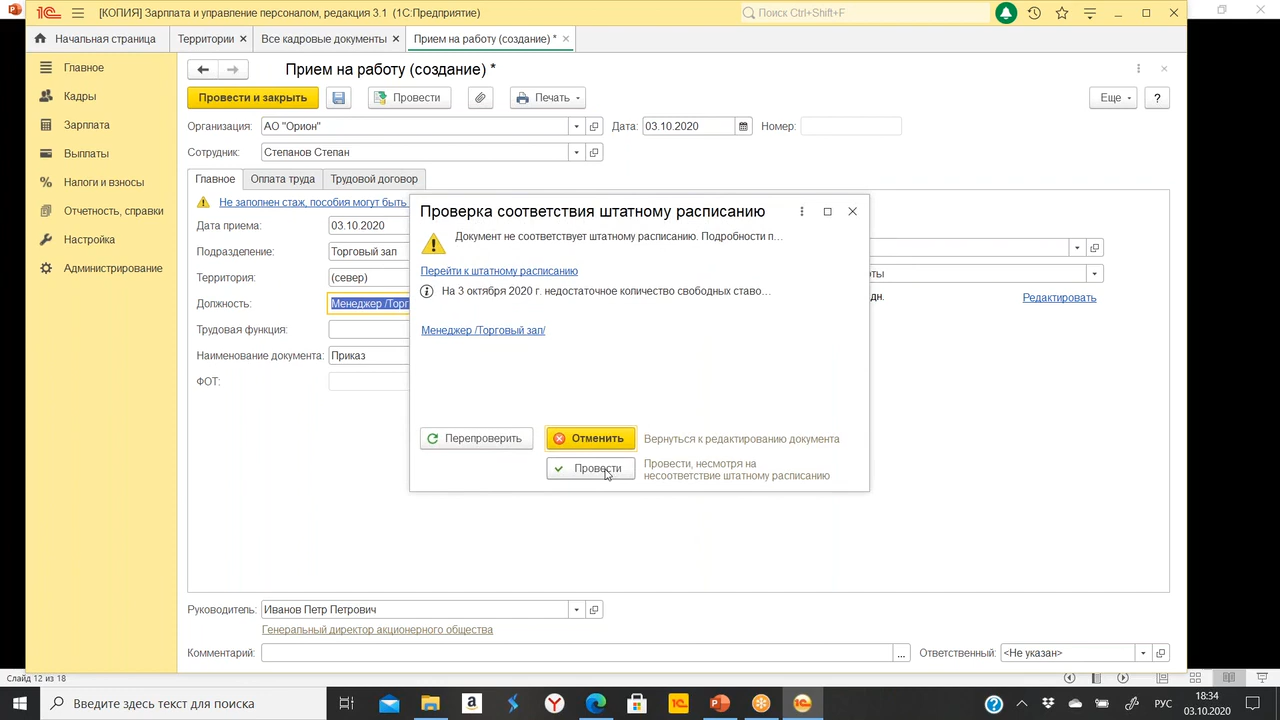 [КОПИЯ] Зарплата и управление персоналом, редакция 3.1 (1С:Предприятие)
Поиск Ctrl+Shift+F
Начальная страница
Территории
Все кадровые документы
Прием на работу (создание) *
Главное
Кадры
Зарплата
Выплаты
Налоги и взносы
Отчетность, справки
Настройка
Администрирование
Прием на работу (создание) *
Провести и закрыть
Провести
Печать
Еще
?
Организация: АО "Орион" Дата: 03.10.2020 Номер:
Сотрудник: Степанов Степан
Главное Оплата труда Трудовой договор
Не заполнен стаж, пособия могут быть
Дата приема: 03.10.2020
Подразделение: Торговый зал
Территория: (север)
Должность: Менеджер /Торг
Трудовая функция:
Наименование документа: Приказ
ФОТ:
оты
дн. Редактировать
Проверка соответствия штатному расписанию
Документ не соответствует штатному расписанию. Подробности п...
Перейти к штатному расписанию
На 3 октября 2020 г. недостаточное количество свободных ставо...
Менеджер /Торговый зал/
Перепроверить
Отменить
Вернуться к редактированию документа
Провести
Провести, несмотря на
несоответствие штатному расписанию
Руководитель: Иванов Петр Петрович
Генеральный директор акционерного общества
Комментарий:
... Ответственный: <Не указан>
Слайд 12 из 18
Введите здесь текст для поиска
РУС
18:34
03.10.2020